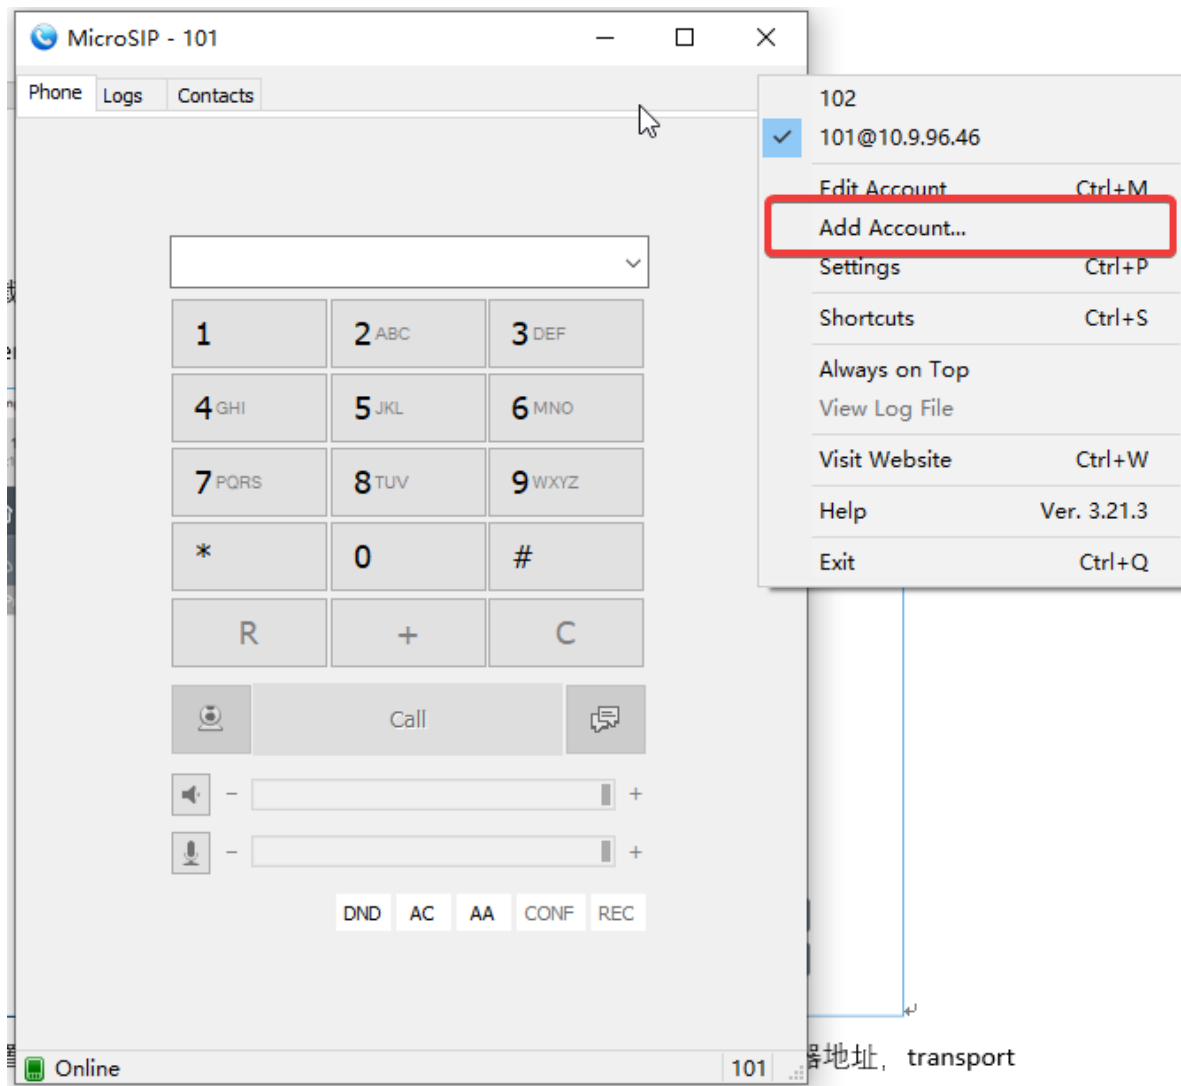 MicroSIP - 101
Phone Logs Contacts
102
101@10.9.96.46
Edit Account Ctrl+M
Add Account...
Settings Ctrl+P
Shortcuts Ctrl+S
Always on Top
View Log File
Visit Website Ctrl+W
Help Ver. 3.21.3
Exit Ctrl+Q
1 2 ABC 3 DEF
4 GHI 5 JKL 6 MNO
7 PQRS 8 TUV 9 WXYZ
* 0 #
R + C
Call
- +
- +
DND AC AA CONF REC
Online 101
器地址，transport